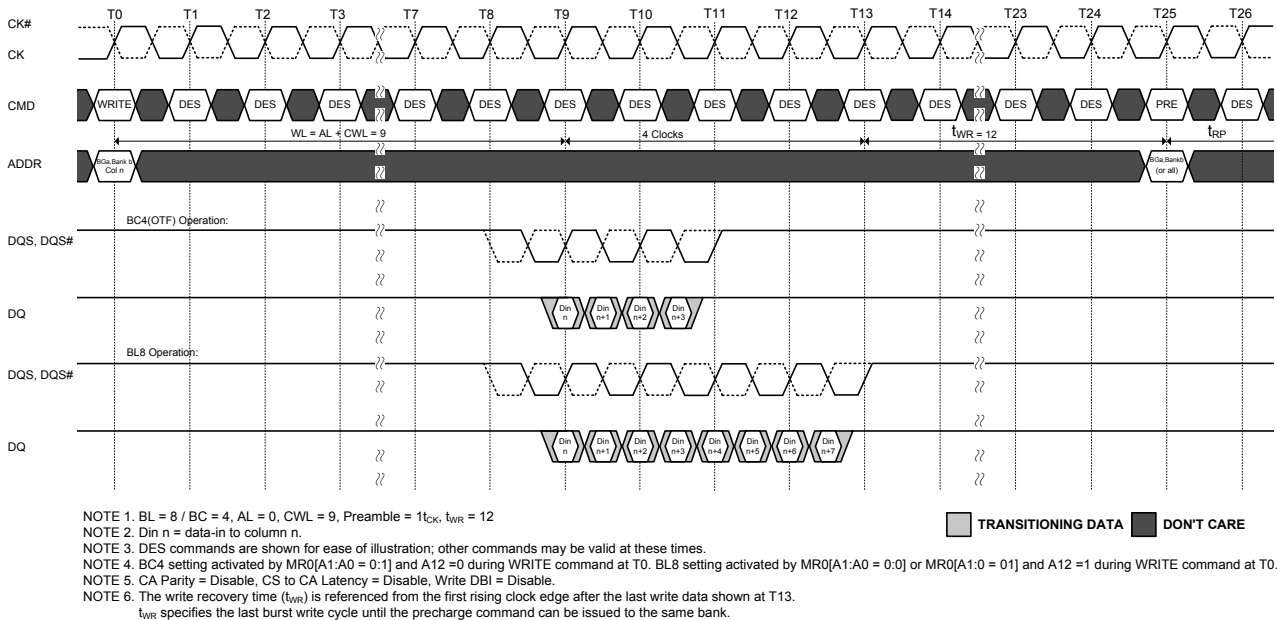 T0 T1 T2 T3 T7 T8 T9 T10 T11 T12 T13 T14 T23 T24 T25 T26
CK#
CK
CMD WRITE DES DES DES DES DES DES DES DES DES DES DES DES DES PRE DES
WL = AL + CWL = 9 4 Clocks tWR = 12 tRP
ADDR
BGa,Bank b
Col n
BGa,Bankb
(or all)
BC4(OTF) Operation:
DQS, DQS#
DQ
Din Din Din Din
n n+1 n+2 n+3
BL8 Operation:
DQS, DQS#
DQ
Din Din Din Din Din Din Din Din
n n+1 n+2 n+3 n+4 n+5 n+6 n+7
NOTE 1. BL = 8 / BC = 4, AL = 0, CWL = 9, Preamble = 1tCK, tWR = 12
NOTE 2. Din n = data-in to column n.
TRANSITIONING DATA DON'T CARE
NOTE 3. DES commands are shown for ease of illustration; other commands may be valid at these times.
NOTE 4. BC4 setting activated by MR0[A1:A0 = 0:1] and A12 =0 during WRITE command at T0. BL8 setting activated by MR0[A1:A0 = 0:0] or MR0[A1:0 = 01] and A12 =1 during WRITE command at T0.
NOTE 5. CA Parity = Disable, CS to CA Latency = Disable, Write DBI = Disable.
NOTE 6. The write recovery time (tWR) is referenced from the first rising clock edge after the last write data shown at T13.
tWR specifies the last burst write cycle until the precharge command can be issued to the same bank.